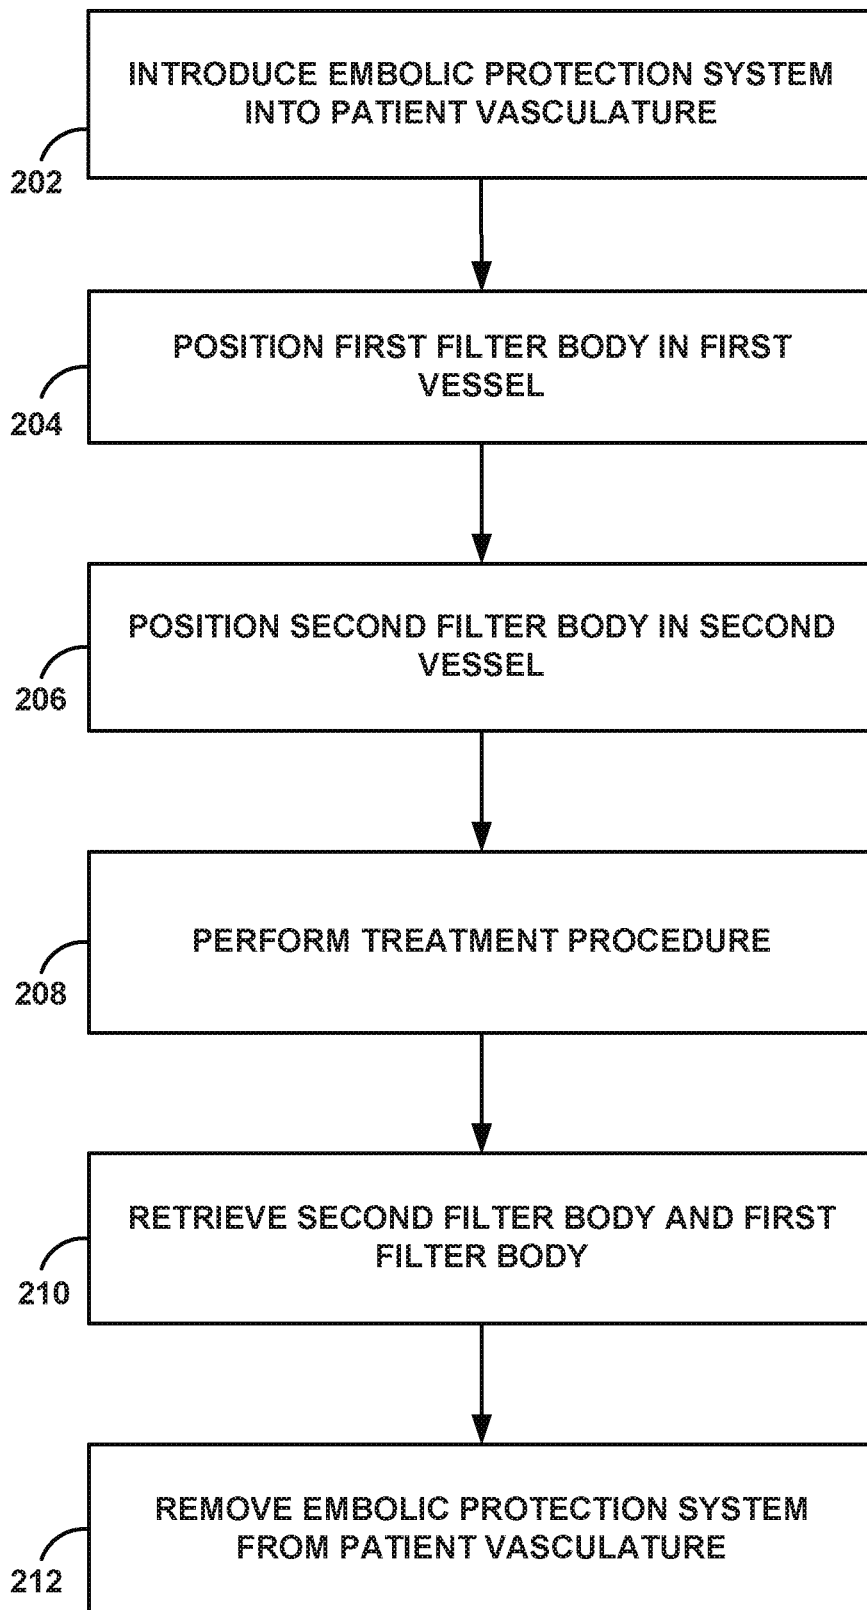 INTRODUCE EMBOLIC PROTECTION SYSTEM
INTO PATIENT VASCULATURE
202
POSITION FIRST FILTER BODY IN FIRST
VESSEL
204
POSITION SECOND FILTER BODY IN SECOND
VESSEL
206
PERFORM TREATMENT PROCEDURE
208
RETRIEVE SECOND FILTER BODY AND FIRST
FILTER BODY
210
REMOVE EMBOLIC PROTECTION SYSTEM
FROM PATIENT VASCULATURE
212